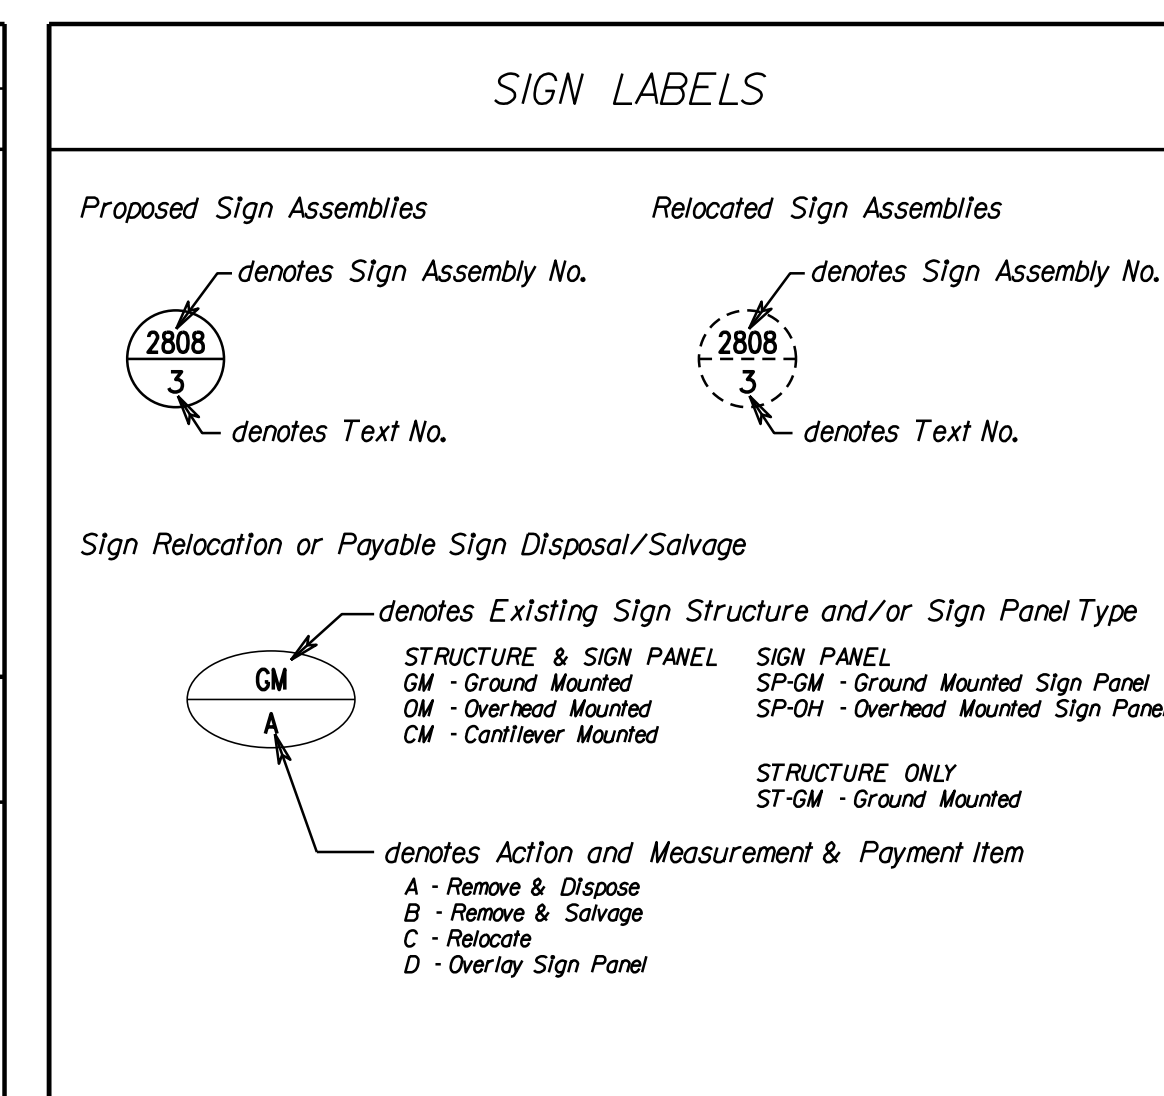 SIGN LABELS
Proposed Sign Assemblies
denotes Sign Assembly No.
2808
3
denotes Text No.
Relocated Sign Assemblies
denotes Sign Assembly No.
2808
3
denotes Text No.
Sign Relocation or Payable Sign Disposal/Salvage
denotes Existing Sign Structure and/or Sign Panel Type
GM
A
STRUCTURE & SIGN PANEL
GM - Ground Mounted
OM - Overhead Mounted
CM - Cantilever Mounted
SIGN PANEL
SP-GM - Ground Mounted Sign Panel
SP-OH - Overhead Mounted Sign Panel
STRUCTURE ONLY
ST-GM - Ground Mounted
denotes Action and Measurement & Payment Item
A - Remove & Dispose
B - Remove & Salvage
C - Relocate
D - Overlay Sign Panel